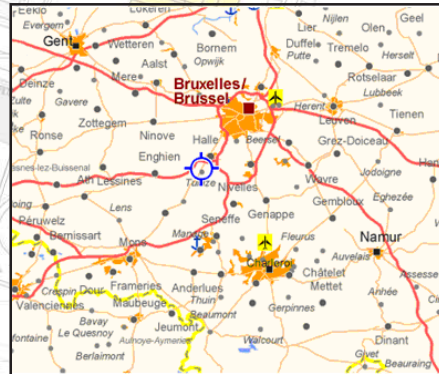 Eeklo
Lokeren
Evergem
Gent
Wetteren
Bornem
Opwijk
Lier
Nijlen
Olen
Geel
Duffel
Putte
Tremelo
Herselt
Aalst
Mere
Rotselaar
Lubbeek
Deinze
Gavere
Zottegem
Bruxelles/
Brussel
Herent
Leuven
Tienen
Ronse
Ninove
Halle
Beersel
Grez-Doiceau
Enghien
Ath
Lessines
Nivelles
Wavre
Jodoigne
Gembloux
Eghezée
Péruwelz
Lens
Seneffe
Genappe
Bernissart
Mons
Manage
Fleurus
Namur
Auvelais
Charleroi
Châtelet
Mettet
Assesse
Anhée
Crespin
Dour
Frameries
Anderlues
Thuin
Valenciennes
Maubeuge
Beaumont
Gerpinnes
Bavay
Le Quesnoy
Jeumont
Berlaimont
Aulnoye-Aymeries
Walcourt
Dinant
Givet
Beauraing